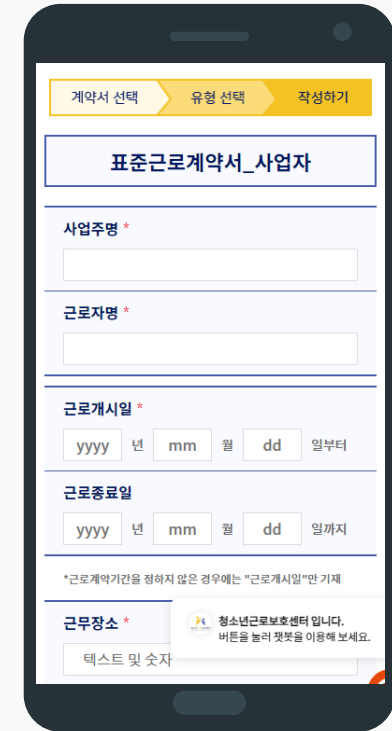 계약서 선택 유형 선택 작성하기
표준근로계약서_사업자
사업주명 *
근로자명 *
근로개시일 *
yyyy 년 mm 월 dd 일부터
근로종료일
yyyy 년 mm 월 dd 일까지
*근로계약기간을 정하지 않은 경우에는 "근로개시일"만 기재
근무장소 *
텍스트 및 숫자
청소년근로보호센터 입니다.
버튼을 눌러 챗봇을 이용해 보세요.